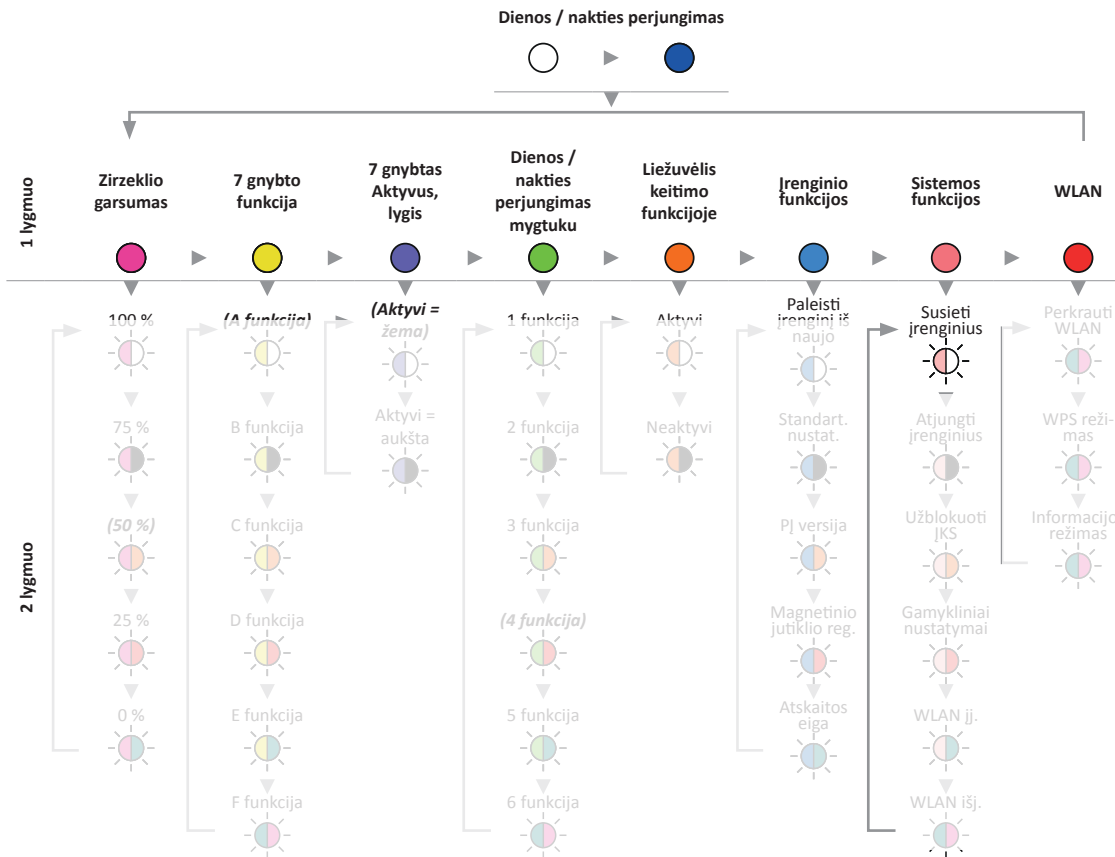 Dienos / nakties perjungimas
1 lygmuo
Zirzeklio
garsumas
7 gnybto
funkcija
7 gnybtas
Aktyvus,
lygis
Dienos /
nakties
perjungimas
mygtuku
Liežuvėlis
keitimo
funkcijoje
Įrenginio
funkcijos
Sistemos
funkcijos
WLAN
2 lygmuo
100 %
75 %
(50 %)
25 %
0 %
(A funkcija)
B funkcija
C funkcija
D funkcija
E funkcija
F funkcija
(Aktyvi =
žema)
Aktyvi =
aukšta
1 funkcija
2 funkcija
3 funkcija
(4 funkcija)
5 funkcija
6 funkcija
Aktyvi
Neaktyvi
Paleisti
įrenginį iš
naujo
Standart.
nustat.
PĮ versija
Magnetinio
jutiklio reg.
Atskaitos
eiga
Susieti
įrenginius
Atjungti
įrenginius
Užblokuoti
ĮKS
Gamykliniai
nustatymai
WLAN įj.
WLAN išj.
Perkrauti
WLAN
WPS reži-
mas
Informacijos
režimas